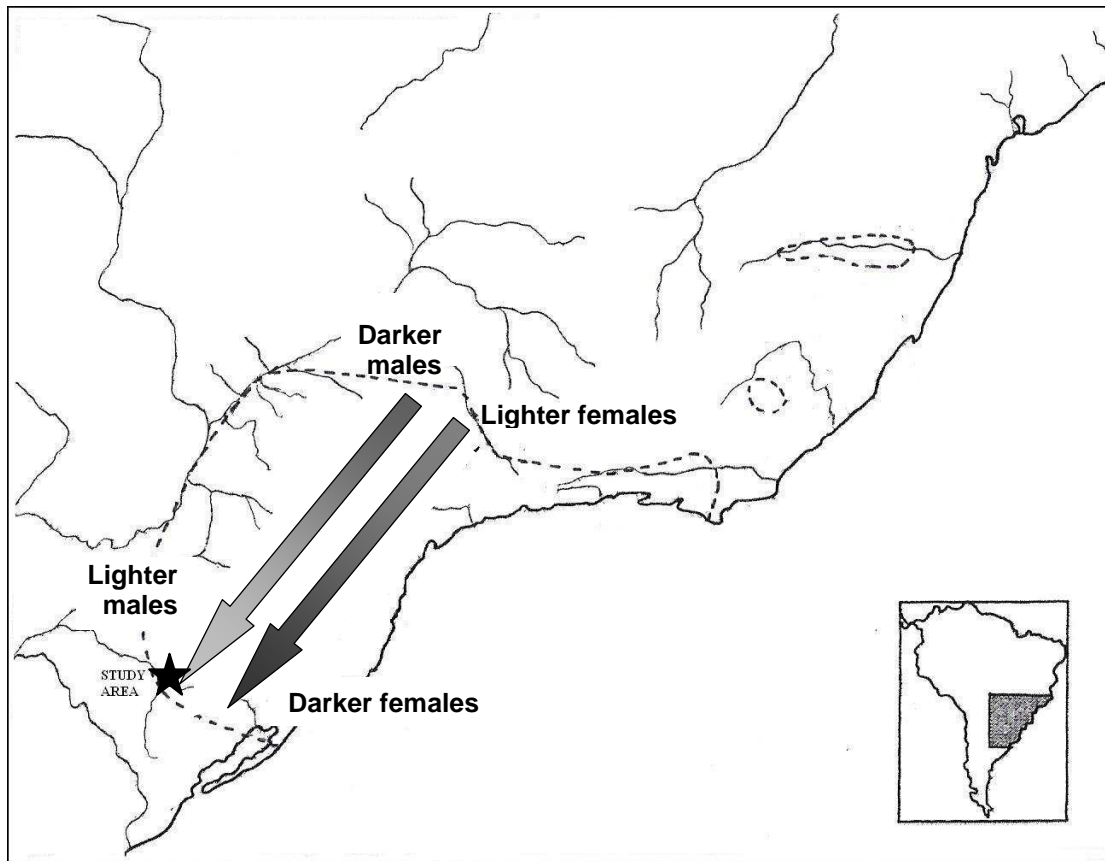 Darker
males
Lighter females
Lighter
males
STUDY
AREA
Darker females